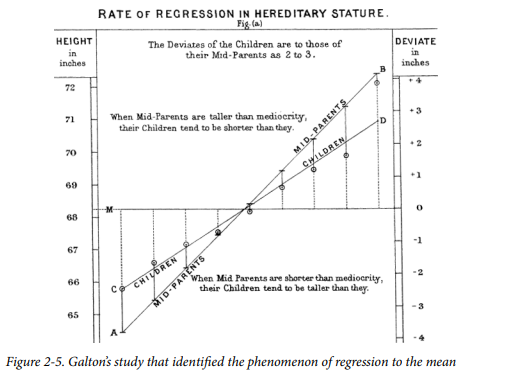 RATE OF REGRESSION IN HEREDITARY STATURE.
Fig. (a)
HEIGHT
in
inches
The Deviates of the Children are to those of
their Mid-Parents as 2 to 3.
DEVIATE
in
inches
72
71
70
69
68
67
66
65
When Mid-Parents are taller than mediocrity,
their Children tend to be shorter than they.
MID-PARENTS
CHILDREN
B
D
M
C
A
CHILDREN
MID-PARENTS
When Mid Parents are shorter than mediocrity,
their Children tend to be taller than they.
+4
+3
+2
+1
0
-1
-2
-3
-4
Figure 2-5. Galton's study that identified the phenomenon of regression to the mean